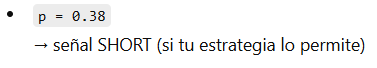 • p = 0.38
→ señal SHORT (si tu estrategia lo permite)